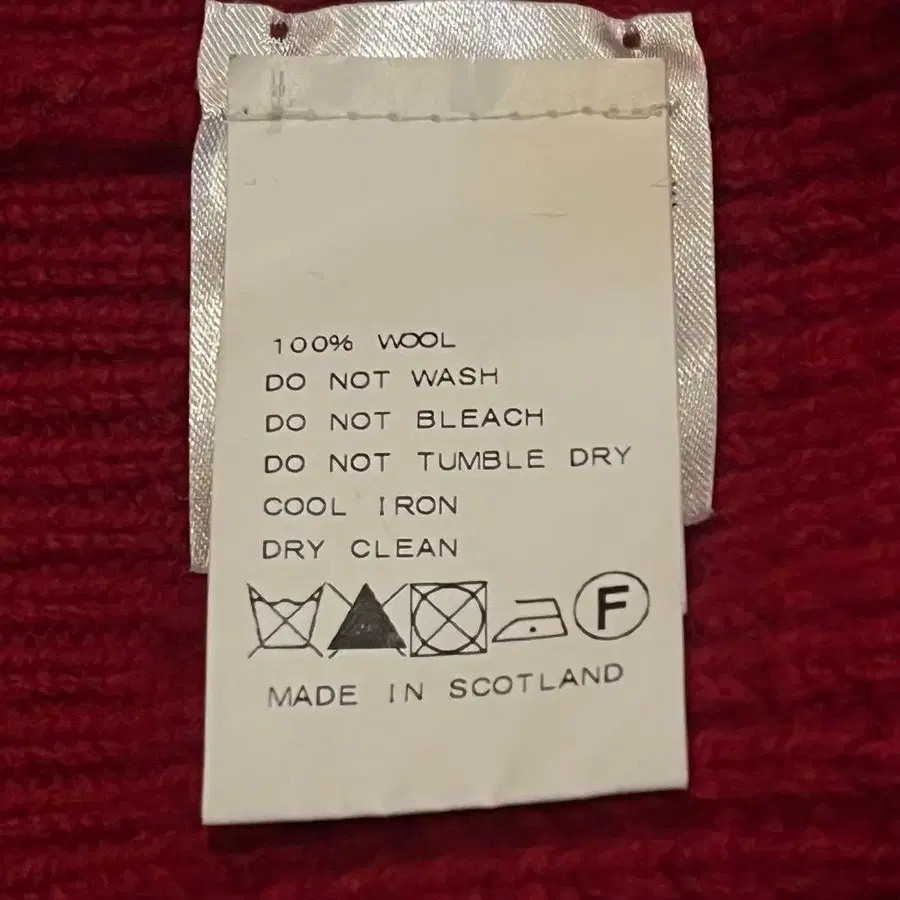 100% WOOL
DO NOT WASH
DO NOT BLEACH
DO NOT TUMBLE DRY
COOL IRON
DRY CLEAN
F
MADE IN SCOTLAND